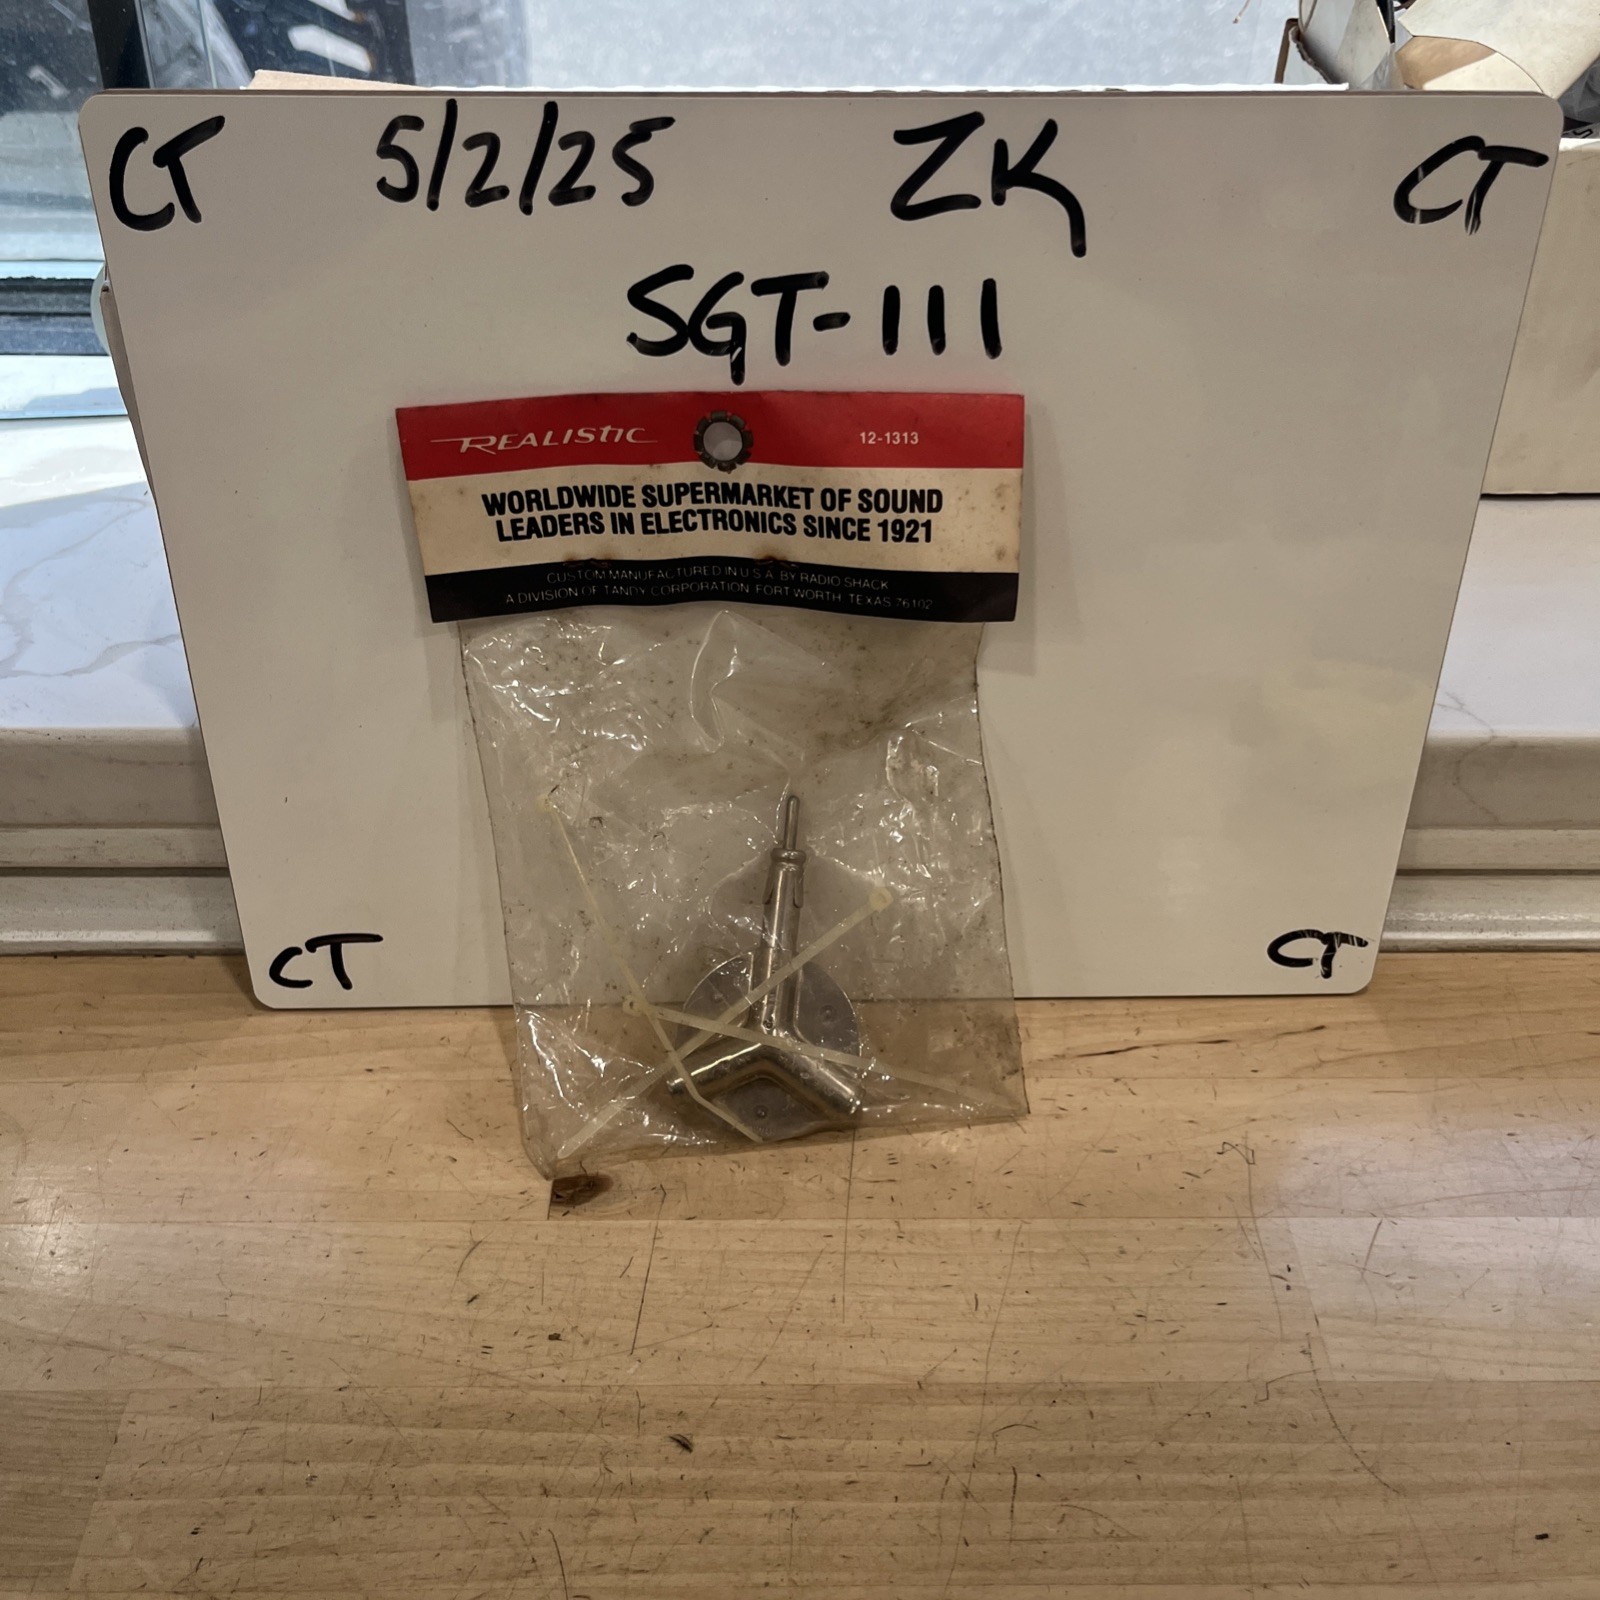 CT 5/2/25 ZK CT
SGT-111
REALISTIC 12-1313
WORLDWIDE SUPERMARKET OF SOUND
LEADERS IN ELECTRONICS SINCE 1921
CUSTOM MANUFACTURED IN U.S.A. BY RADIO SHACK
A DIVISION OF TANDY CORPORATION FORT WORTH, TEXAS 76102
CT CT